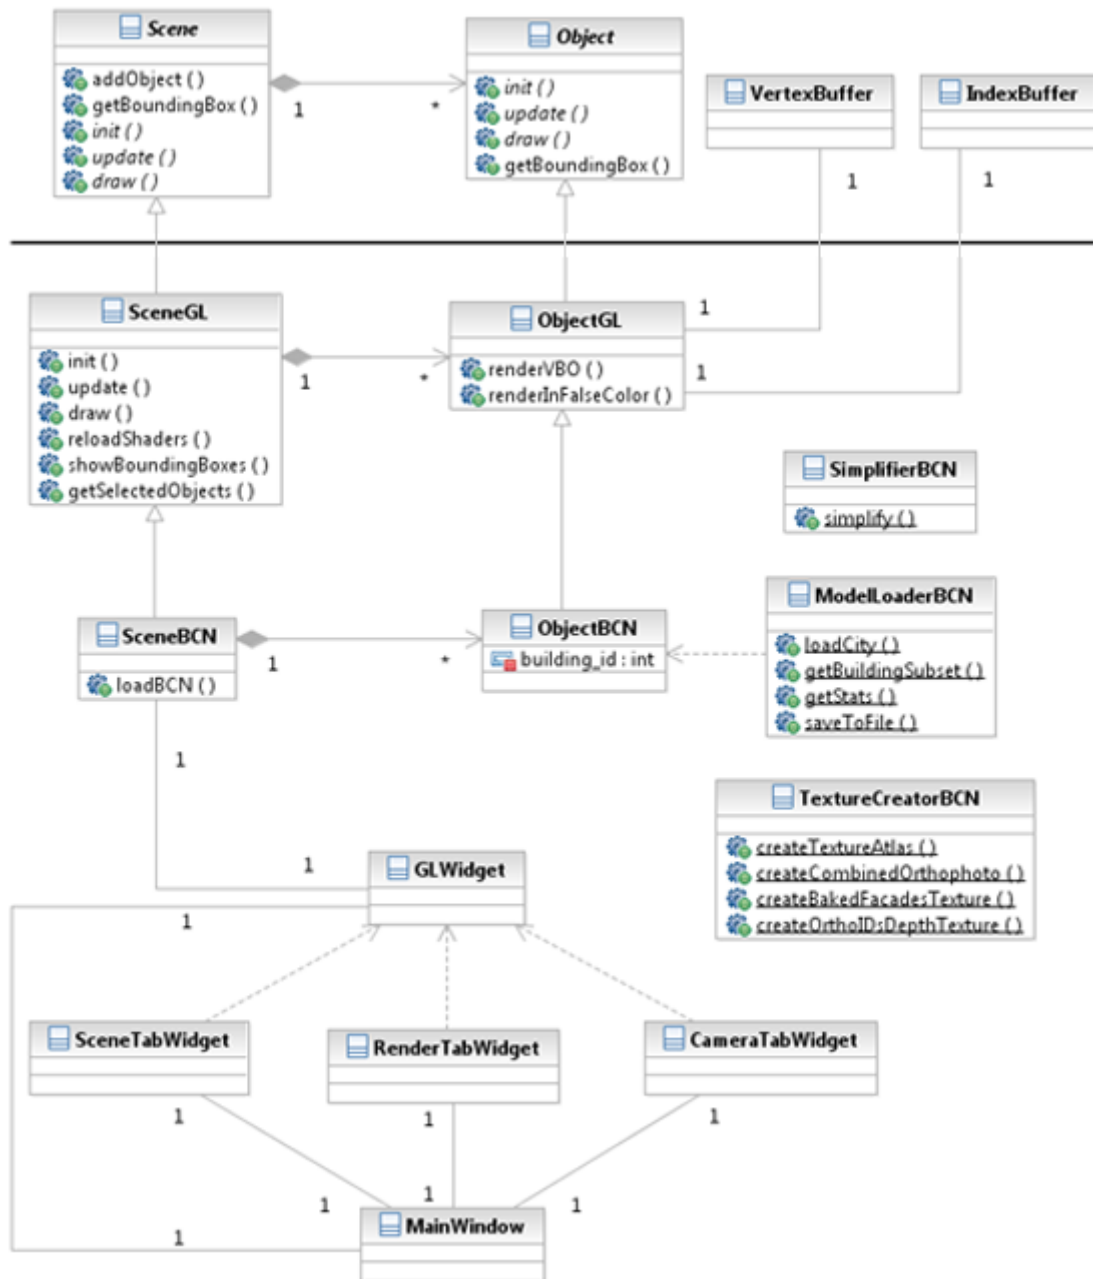 Scene
addObject ()
getBoundingBox ()
init ()
update ()
draw ()
1
*
Object
init ()
update ()
draw ()
getBoundingBox ()
VertexBuffer
1
IndexBuffer
1
SceneGL
init ()
update ()
draw ()
reloadShaders ()
showBoundingBoxes ()
getSelectedObjects ()
1
*
ObjectGL
renderVBO ()
renderInFalseColor ()
1
1
SimplifierBCN
simplify ()
SceneBCN
loadBCN ()
1
*
ObjectBCN
building_id : int
ModelLoaderBCN
loadCity ()
getBuildingSubset ()
getStats ()
saveToFile ()
1
TextureCreatorBCN
createTextureAtlas ()
createCombinedOrthophoto ()
createBakedFacadesTexture ()
createOrthoIDsDepthTexture ()
1
GLWidget
1
SceneTabWidget
RenderTabWidget
CameraTabWidget
1
1
1
1
1
1
MainWindow
1